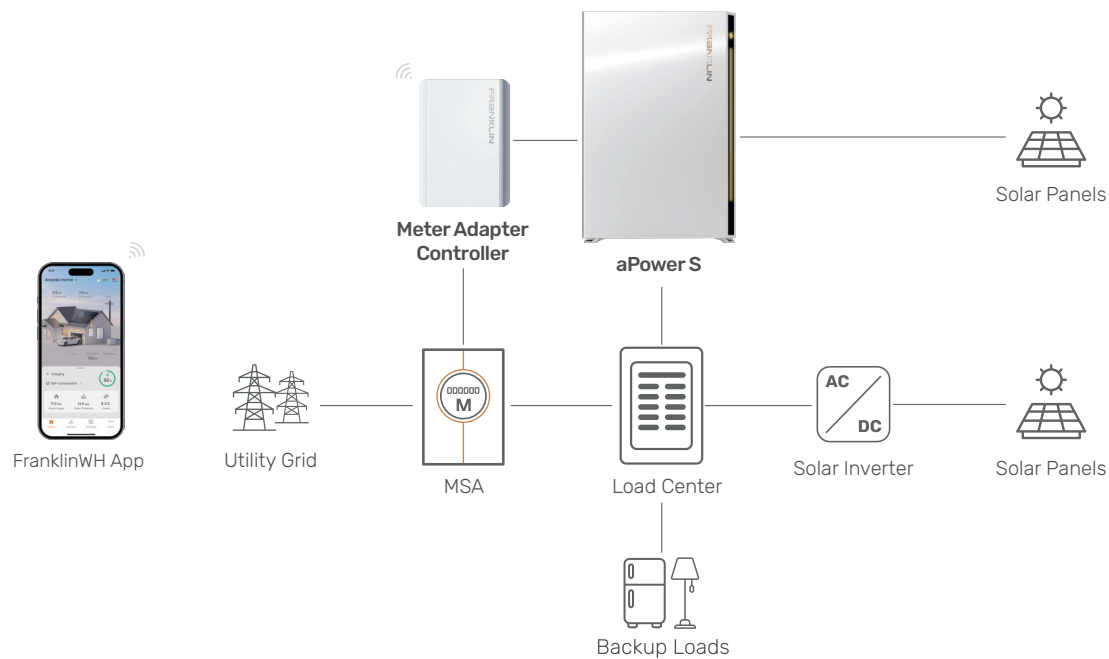 FRANKLIN
FRANKLIN
Solar Panels
Meter Adapter
Controller
aPower S
000000
M
AC
DC
FranklinWH App
Utility Grid
MSA
Load Center
Solar Inverter
Solar Panels
Backup Loads